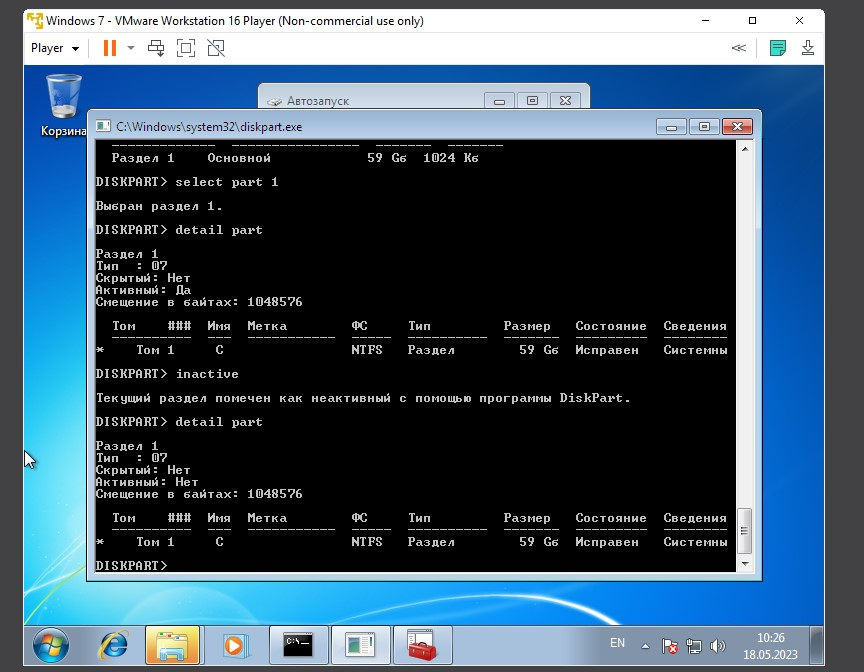 Windows 7 - VMware Workstation 16 Player (Non-commercial use only)
Player
Корзина
Автозапуск
C:\Windows\system32\diskpart.exe
Раздел 1 Основной 59 Gб 1024 Kб
DISKPART> select part 1
Выбран раздел 1.
DISKPART> detail part
Раздел 1
Тип : 07
Скрытый: Нет
Активный: Да
Смещение в байтах: 1048576
Том ### Имя Метка ФС Тип Размер Состояние Сведения
* Том 1 C NTFS Раздел 59 Gб Исправен Системны
DISKPART> inactive
Текущий раздел помечен как неактивный с помощью программы DiskPart.
DISKPART> detail part
Раздел 1
Тип : 07
Скрытый: Нет
Активный: Нет
Смещение в байтах: 1048576
Том ### Имя Метка ФС Тип Размер Состояние Сведения
* Том 1 C NTFS Раздел 59 Gб Исправен Системны
DISKPART>
C:\_
EN
10:26
18.05.2023